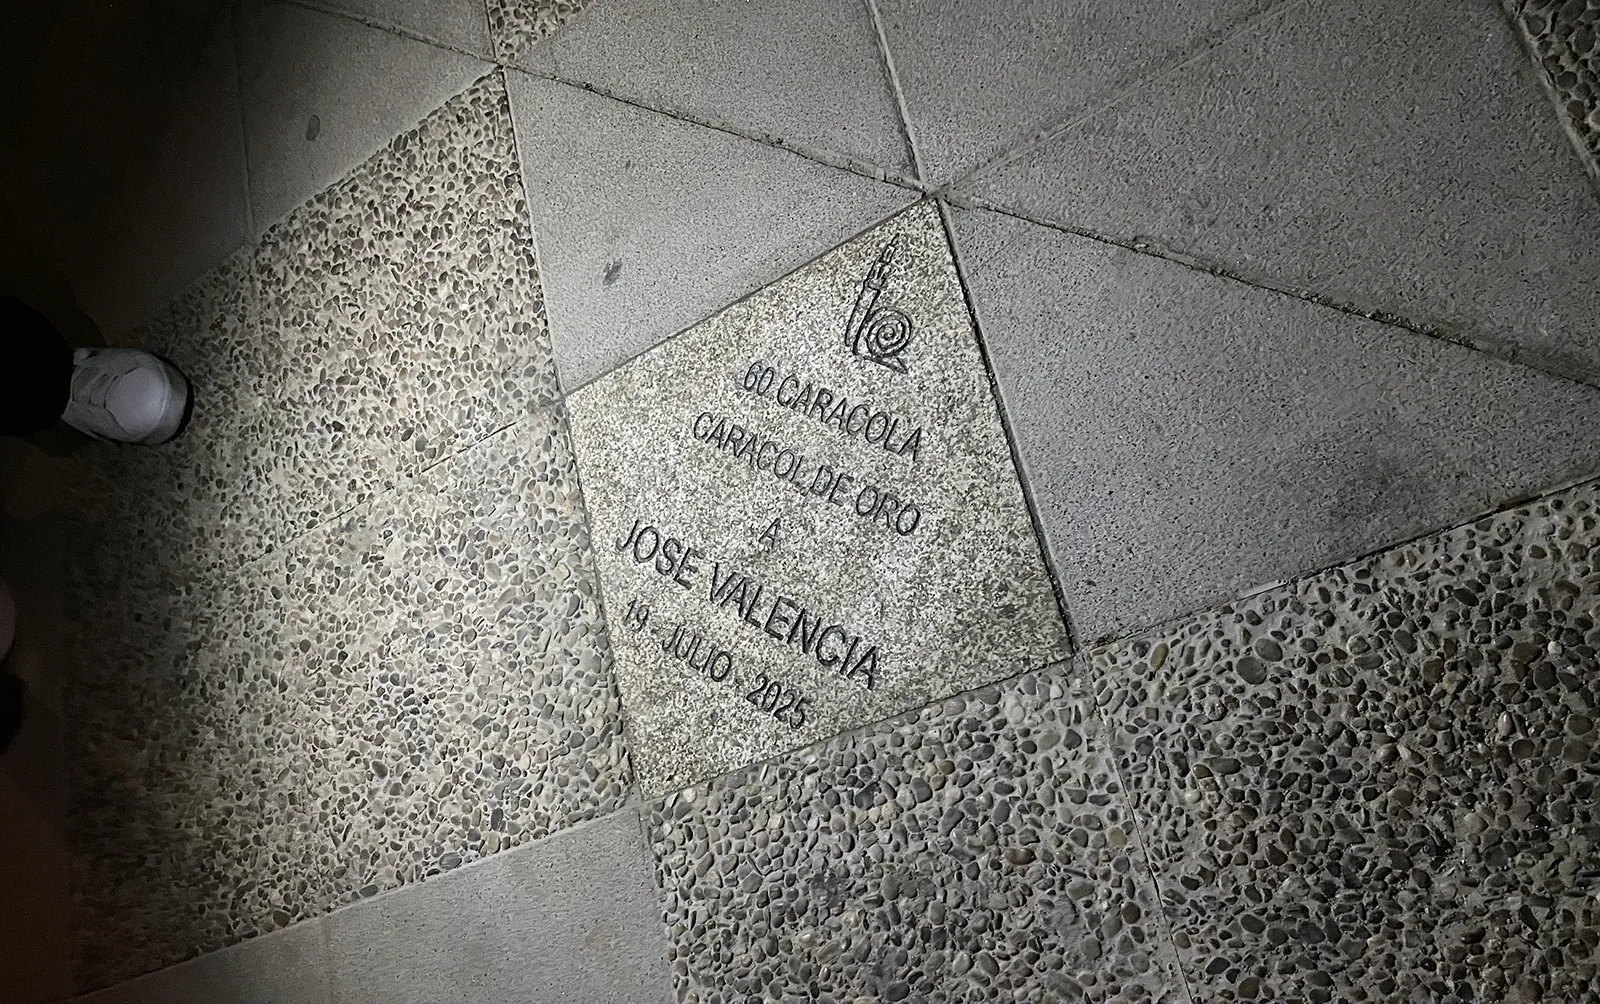 60 CARACOLA
CARACOL DE ORO
A
JOSE VALENCIA
19 - JULIO - 2025